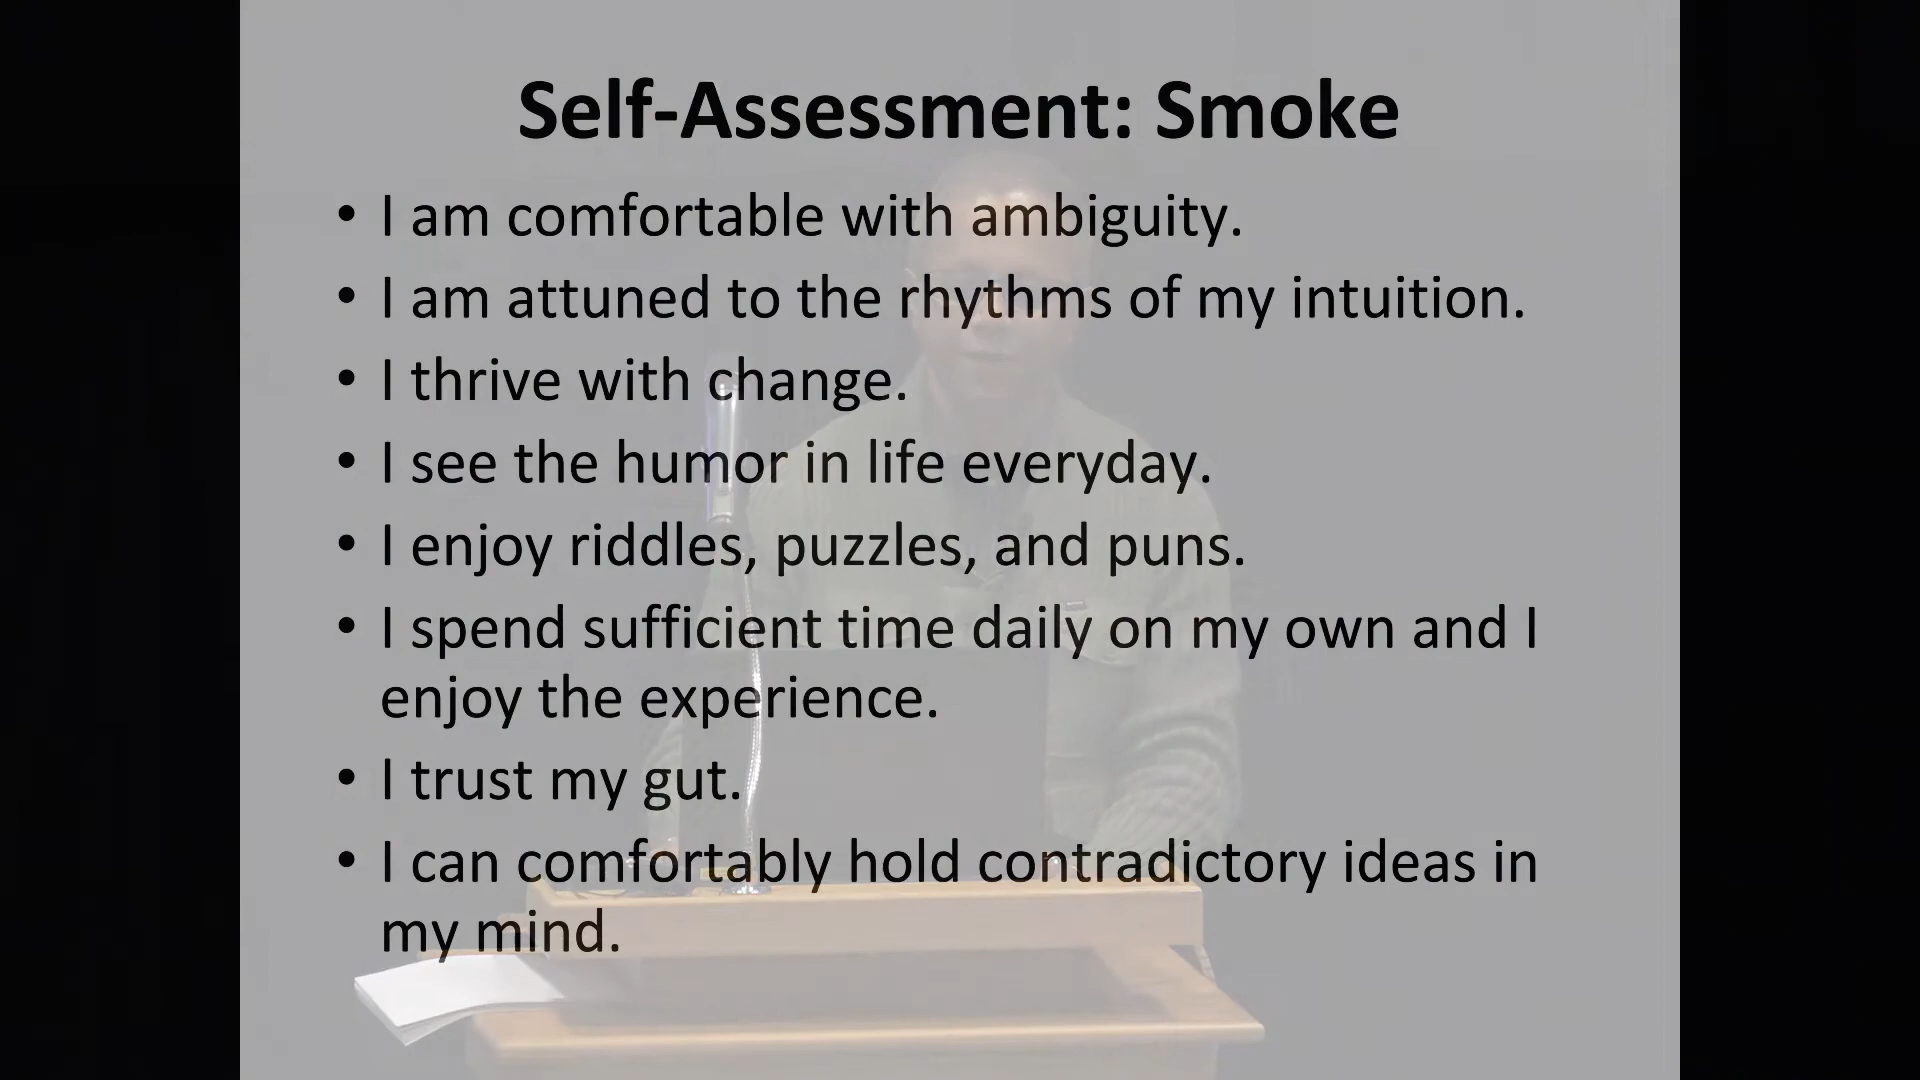 Self-Assessment: Smoke
• I am comfortable with ambiguity.
• I am attuned to the rhythms of my intuition.
• I thrive with change.
• I see the humor in life everyday.
• I enjoy riddles, puzzles, and puns.
• I spend sufficient time daily on my own and I
enjoy the experience.
• I trust my gut.
• I can comfortably hold contradictory ideas in
my mind.